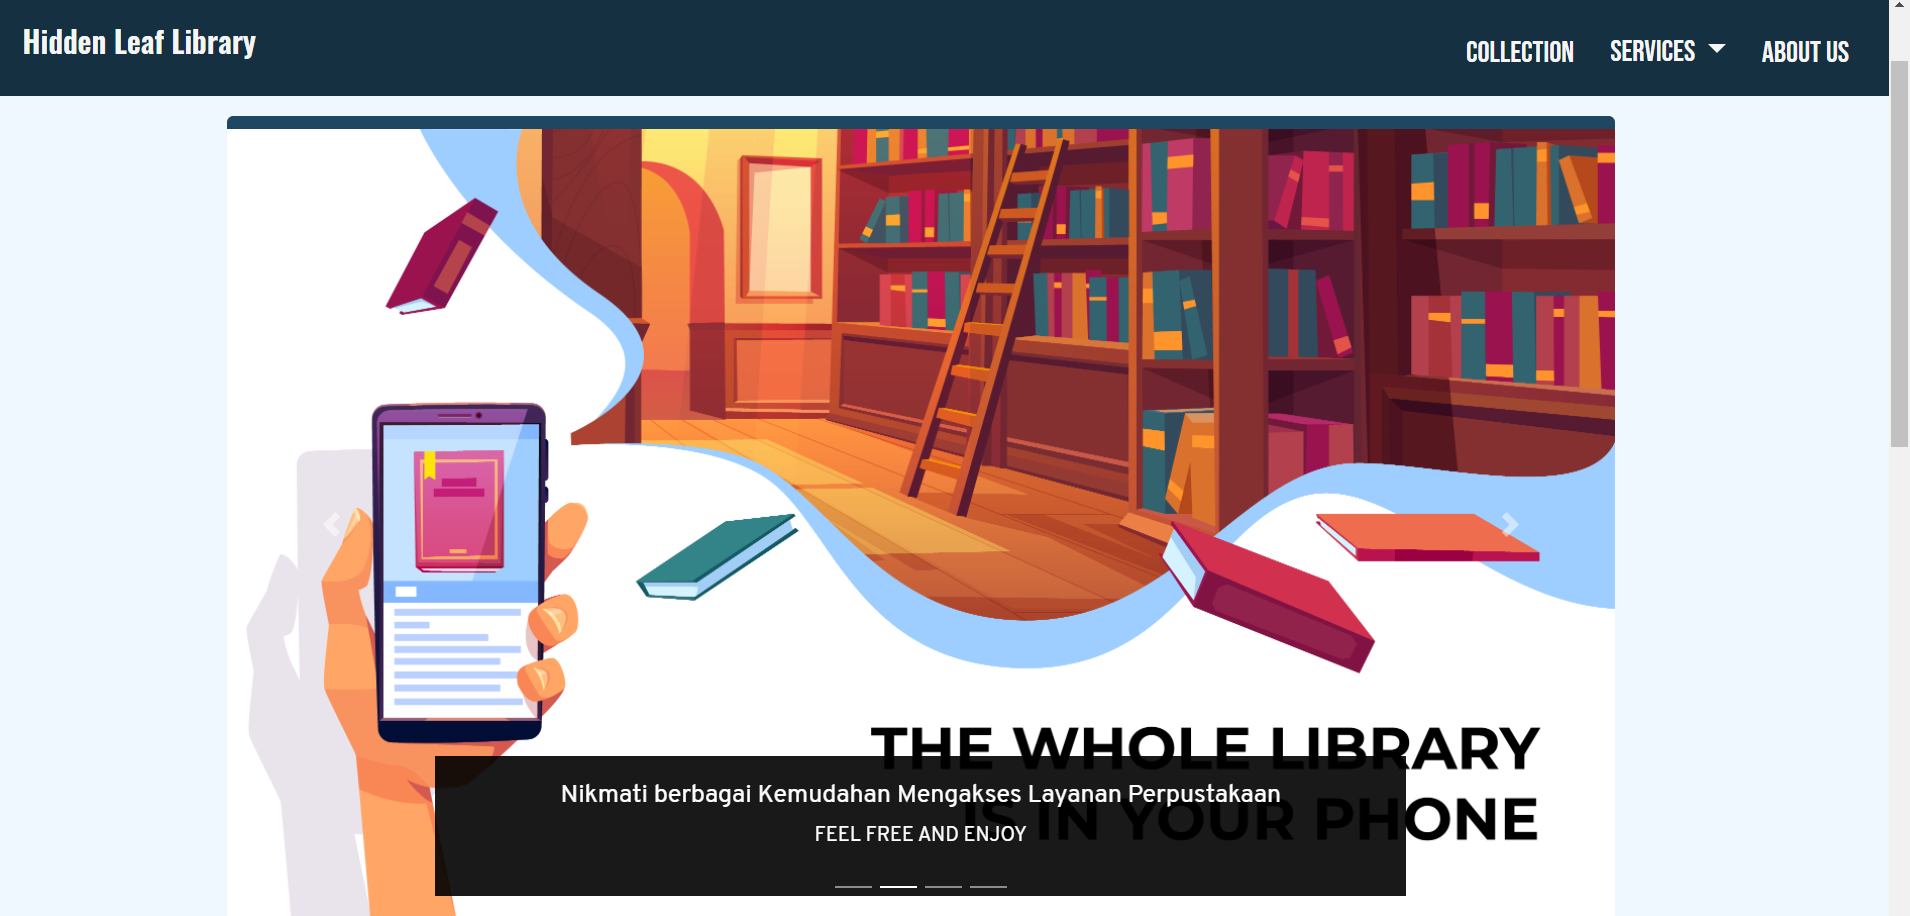 Hidden Leaf Library
COLLECTION
SERVICES
ABOUT US
THE WHOLE LIBRARY
IS IN YOUR PHONE
Nikmati berbagai Kemudahan Mengakses Layanan Perpustakaan
FEEL FREE AND ENJOY